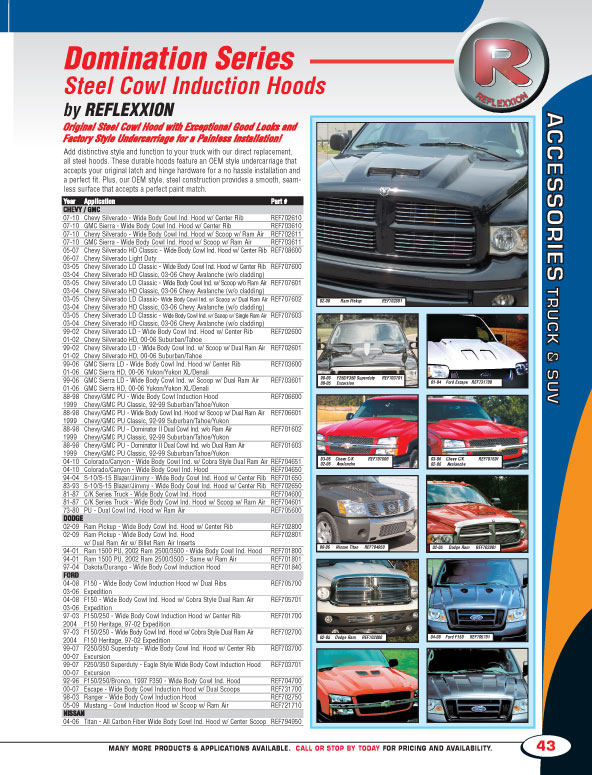 Domination Series
Steel Cowl Induction Hoods
by REFLEXXION
R
REFLEXXION
Original Steel Cowl Hood with Exceptional Good Looks and
Factory Style Undercarriage for a Painless Installation!
Add distinctive style and function to your truck with our direct replacement,
all steel hoods. These durable hoods feature an OEM style undercarriage that
accepts your original latch and hinge hardware for a no hassle installation and
a perfect fit. Plus, our OEM style, steel construction provides a smooth, seam-
less surface that accepts a perfect paint match.
Year Application Part #
CHEVY / GMC
07-10 Chevy Silverado - Wide Body Cowl Ind. Hood w/ Center Rib REF702610
07-10 GMC Sierra - Wide Body Cowl Ind. Hood w/ Center Rib REF703610
07-10 Chevy Silverado - Wide Body Cowl Ind. Hood w/ Scoop w/ Ram Air REF702611
07-10 GMC Sierra - Wide Body Cowl Ind. Hood w/ Scoop w/ Ram Air REF703611
05-07 Chevy Silverado HD Classic - Wide Body Cowl Ind. Hood w/ Center Rib REF708600
06-07 Chevy Silverado Light Duty
03-05 Chevy Silverado LD Classic - Wide Body Cowl Ind. Hood w/ Center Rib REF707600
03-04 Chevy Silverado HD Classic, 03-06 Chevy Avalanche (w/o cladding)
03-05 Chevy Silverado LD Classic - Wide Body Cowl Ind. w/ Scoop w/o Ram Air REF707601
03-04 Chevy Silverado HD Classic, 03-06 Chevy Avalanche (w/o cladding)
03-05 Chevy Silverado LD Classic- Wide Body Cowl Ind. w/ Scoop w/ Dual Ram Air REF707602
03-04 Chevy Silverado HD Classic, 03-06 Chevy Avalanche (w/o cladding)
03-05 Chevy Silverado LD Classic - Wide Body Cowl Ind. w/ Scoop w/ Single Ram Air REF707603
03-04 Chevy Silverado HD Classic, 03-06 Chevy Avalanche (w/o cladding)
99-02 Chevy Silverado LD - Wide Body Cowl Ind. Hood w/ Center Rib REF702600
01-02 Chevy Silverado HD, 00-06 Suburban/Tahoe
99-02 Chevy Silverado LD - Wide Body Cowl Ind. w/ Scoop w/ Dual Ram Air REF702601
01-02 Chevy Silverado HD, 00-06 Suburban/Tahoe
99-06 GMC Sierra LD - Wide Body Cowl Ind. Hood w/ Center Rib REF703600
01-06 GMC Sierra HD, 00-06 Yukon/Yukon XL/Denali
99-06 GMC Sierra LD - Wide Body Cowl Ind. w/ Scoop w/ Dual Ram Air REF703601
01-06 GMC Sierra HD, 00-06 Yukon/Yukon XL/Denali
88-98 Chevy/GMC PU - Wide Body Cowl Induction Hood REF706600
1999 Chevy/GMC PU Classic, 92-99 Suburban/Tahoe/Yukon
88-98 Chevy/GMC PU - Wide Body Cowl Ind. Hood w/ Scoop w/ Dual Ram Air REF706601
1999 Chevy/GMC PU Classic, 92-99 Suburban/Tahoe/Yukon
88-98 Chevy/GMC PU - Dominator II Dual Cowl Ind. w/o Ram Air REF701602
1999 Chevy/GMC PU Classic, 92-99 Suburban/Tahoe/Yukon
88-98 Chevy/GMC PU - Dominator II Dual Cowl Ind. w/o Dual Ram Air REF701603
1999 Chevy/GMC PU Classic, 92-99 Suburban/Tahoe/Yukon
04-10 Colorado/Canyon - Wide Body Cowl Ind. w/ Cobra Style Dual Ram Air REF704651
04-10 Colorado/Canyon - Wide Body Cowl Ind. Hood REF704650
94-04 S-10/S-15 Blazer/Jimmy - Wide Body Cowl Ind. Hood w/ Center Rib REF701650
83-93 S-10/S-15 Blazer/Jimmy - Wide Body Cowl Ind. Hood w/ Center Rib REF702650
81-87 C/K Series Truck - Wide Body Cowl Ind. Hood REF704600
81-87 C/K Series Truck - Wide Body Cowl Ind. Hood w/ Scoop w/ Ram Air REF704601
73-80 PU - Dual Cowl Ind. Hood w/ Ram Air REF705600
DODGE
02-09 Ram Pickup - Wide Body Cowl Ind. Hood w/ Center Rib REF702800
02-09 Ram Pickup - Wide Body Cowl Ind. Hood REF702801
w/ Dual Ram Air w/ Billet Ram Air Inserts
94-01 Ram 1500 PU, 2002 Ram 2500/3500 - Wide Body Cowl Ind. Hood REF701800
94-01 Ram 1500 PU, 2002 Ram 2500/3500 - Same w/ Ram Air REF701801
97-04 Dakota/Durango - Wide Body Cowl Induction Hood REF701840
FORD
04-08 F150 - Wide Body Cowl Induction Hood w/ Dual Ribs REF705700
03-06 Expedition
04-08 F150 - Wide Body Cowl Ind. Hood w/ Cobra Style Dual Ram Air REF705701
03-06 Expedition
97-03 F150/250 - Wide Body Cowl Induction Hood w/ Center Rib REF701700
2004 F150 Heritage, 97-02 Expedition
97-03 F150/250 - Wide Body Cowl Ind. Hood w/ Cobra Style Dual Ram Air REF702700
2004 F150 Heritage, 97-02 Expedition
99-07 F250/350 Superduty - Wide Body Cowl Ind. Hood w/ Center Rib REF703700
00-07 Excursion
99-07 F250/350 Superduty - Eagle Style Wide Body Cowl Induction Hood REF703701
00-07 Excursion
92-96 F150/250/Bronco, 1997 F350 - Wide Body Cowl Ind. Hood REF704700
00-07 Escape - Wide Body Cowl Induction Hood w/ Dual Scoops REF731700
98-03 Ranger - Wide Body Cowl Induction Hood REF702750
05-09 Mustang - Cowl Induction Hood w/ Scoop w/ Ram Air REF721710
NISSAN
04-06 Titan - All Carbon Fiber Wide Body Cowl Ind. Hood w/ Center Scoop REF794950
Ram Pickup
F250/F350 Superduty REF703701
Excursion
01-04 Ford Escape REF731700
03-05 Chevy C/K
Avalanche
Chevy C/K
Avalanche
04-06 Nissan Titan
Dodge Ram
Dodge Ram REF702800
04-08 Ford F150 REF705701
ACCESSORIES TRUCK & SUV
MANY MORE PRODUCTS & APPLICATIONS AVAILABLE. CALL OR STOP BY TODAY FOR PRICING AND AVAILABILITY.
43